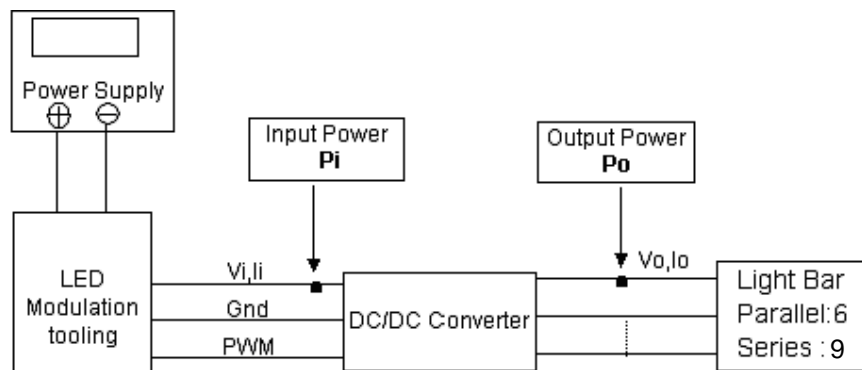 Power Supply
Input Power
Pi
Output Power
Po
LED
Modulation
tooling
Vi,Ii
Gnd
PWM
DC/DC Converter
Vo,Io
Light Bar
Parallel:6
Series : 9